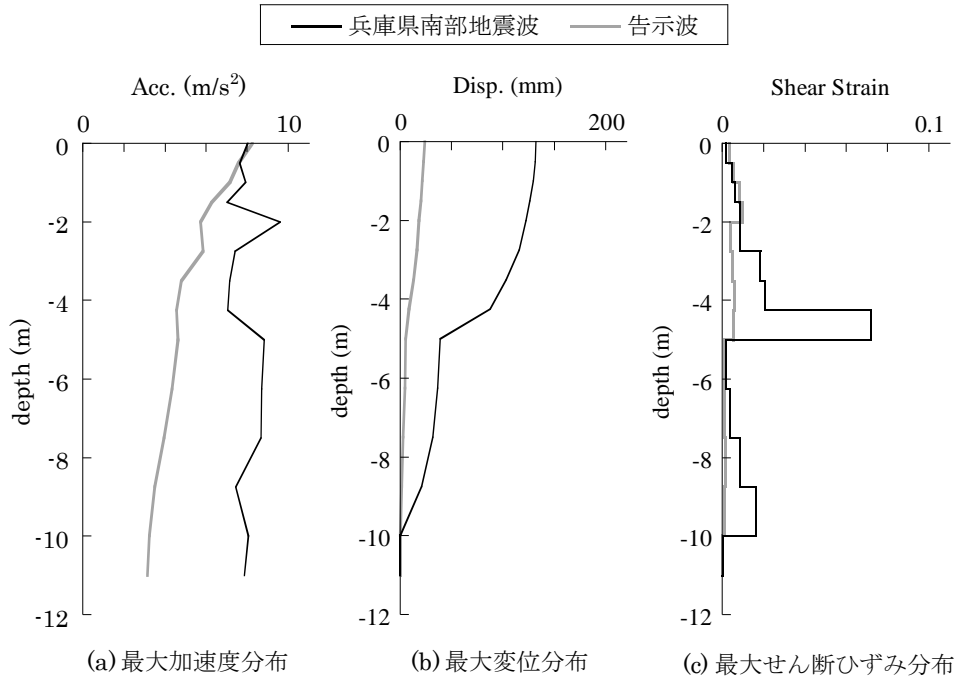 兵庫県南部地震波 告示波
Acc. (m/s²)
0 10
0
-2
-4
-6
-8
-10
-12
depth (m)
(a) 最大加速度分布
Disp. (mm)
0 200
0
-2
-4
-6
-8
-10
-12
depth (m)
(b) 最大変位分布
Shear Strain
0 0.1
0
-2
-4
-6
-8
-10
-12
depth (m)
(c) 最大せん断ひずみ分布